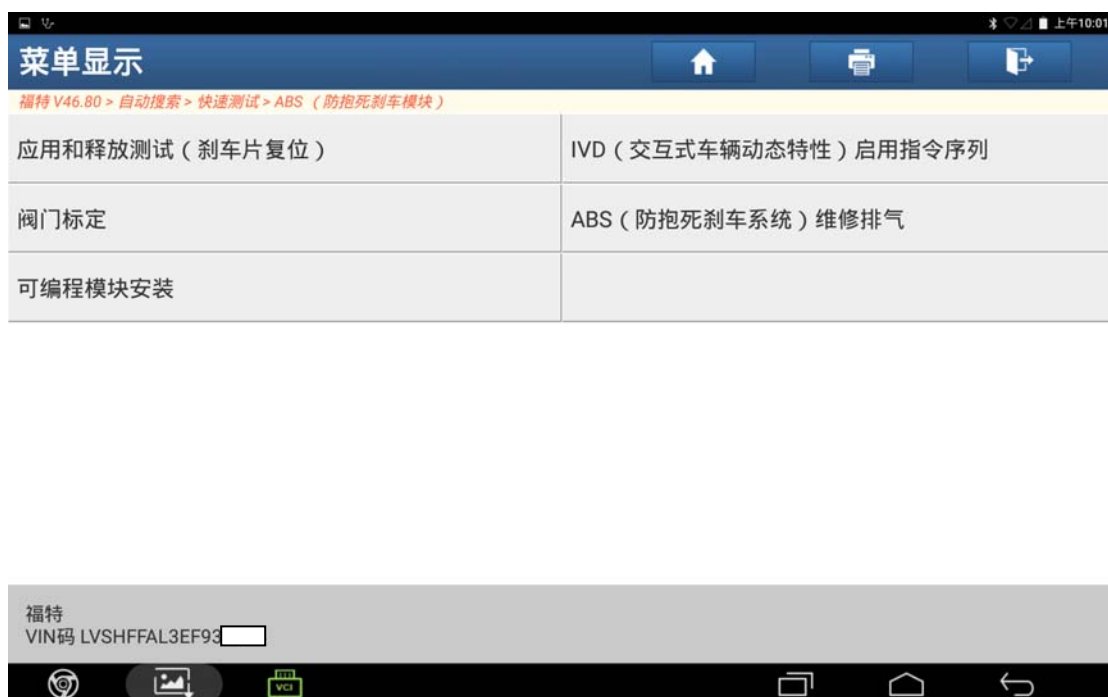 上午10:01
菜单显示
福特 V46.80 > 自动搜索 > 快速测试 > ABS （防抱死刹车模块）
应用和释放测试（刹车片复位）
IVD（交互式车辆动态特性）启用指令序列
阀门标定
ABS（防抱死刹车系统）维修排气
可编程模块安装
福特
VIN码 LVSHFFAL3EF93
VCI